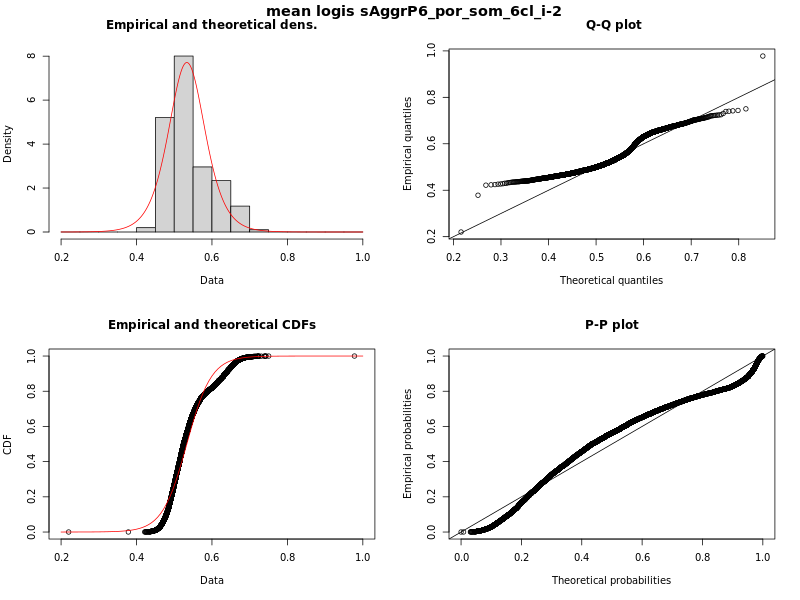 mean logis sAggrP6_por_som_6cl_i-2
Empirical and theoretical dens.
Density
0 2 4 6 8
0.2 0.4 0.6 0.8 1.0
Data
Q-Q plot
Empirical quantiles
0.2 0.4 0.6 0.8 1.0
0.2 0.3 0.4 0.5 0.6 0.7 0.8
Theoretical quantiles
Empirical and theoretical CDFs
CDF
0.0 0.2 0.4 0.6 0.8 1.0
0.2 0.4 0.6 0.8 1.0
Data
P-P plot
Empirical probabilities
0.0 0.2 0.4 0.6 0.8 1.0
0.0 0.2 0.4 0.6 0.8 1.0
Theoretical probabilities